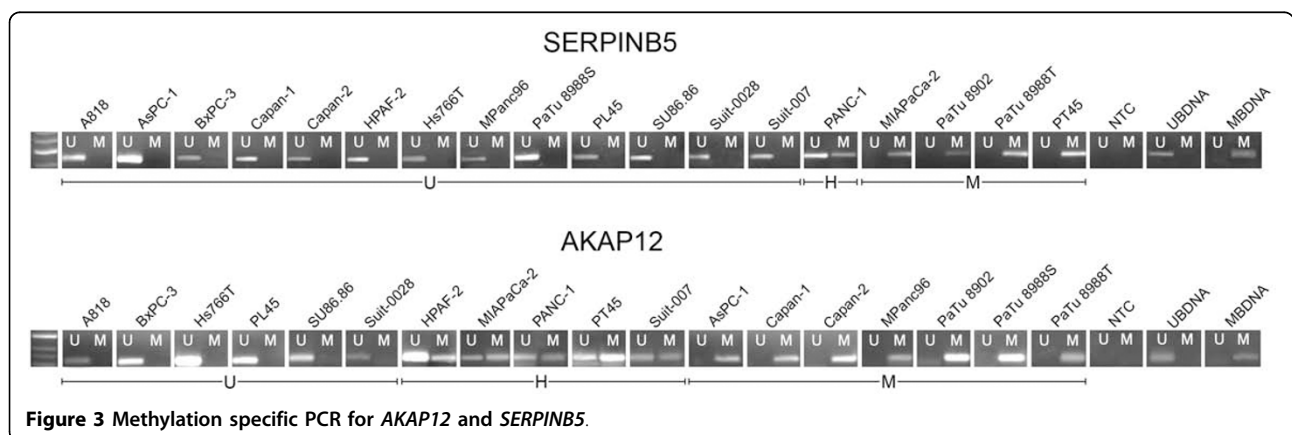 SERPINB5
A818 AsPC-1 BxPC-3 Capan-1 Capan-2 HPAF-2 Hs766T MPanc96 PaTu 8988S PL45 SU86.86 Suit-0028 Suit-007 PANC-1 MIAPaCa-2 PaTu 8902 PaTu 8988T PT45 NTC UBDNA MBDNA
U M U M U M U M U M U M U M U M U M U M U M U M U M U M U M U M U M U M U M U M U M
U H M
AKAP12
A818 BxPC-3 Hs766T PL45 SU86.86 Suit-0028 HPAF-2 MIAPaCa-2 PANC-1 PT45 Suit-007 AsPC-1 Capan-1 Capan-2 MPanc96 PaTu 8902 PaTu 8988S PaTu 8988T NTC UBDNA MBDNA
U M U M U M U M U M U M U M U M U M U M U M U M U M U M U M U M U M U M U M U M U M
U H M
Figure 3 Methylation specific PCR for AKAP12 and SERPINB5.